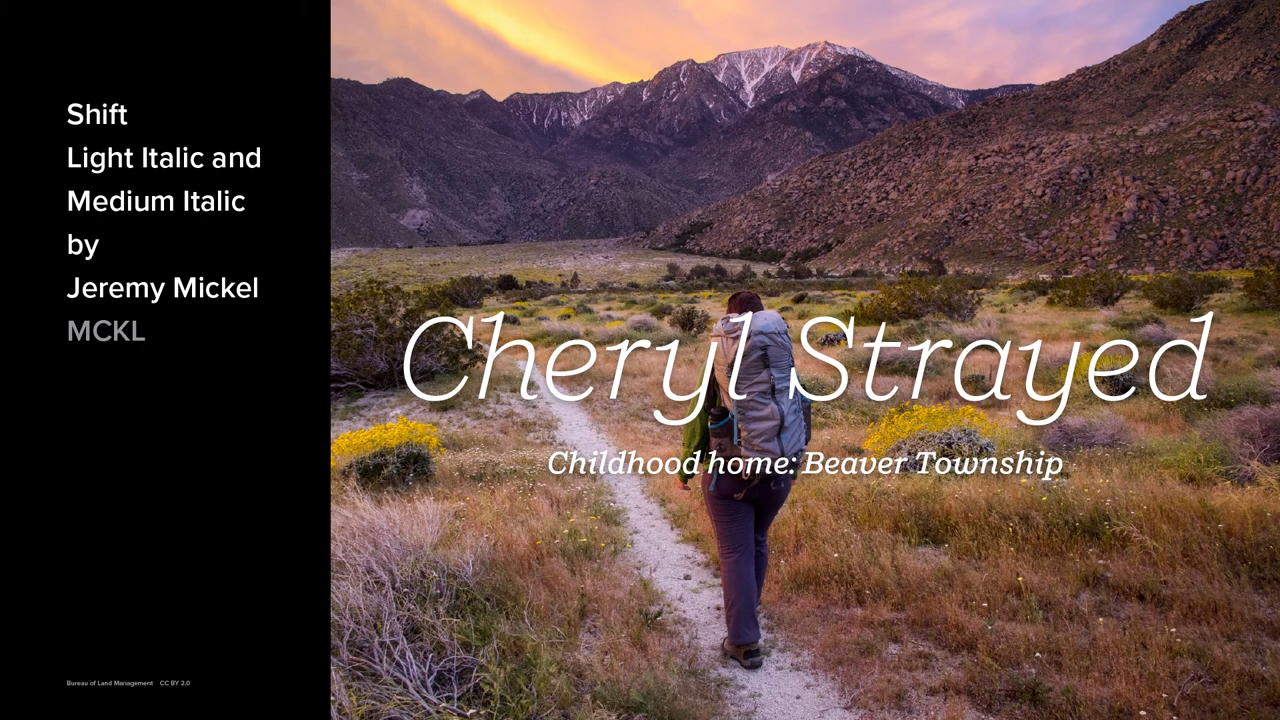 Shift
Light Italic and
Medium Italic
by
Jeremy Mickel
MCKL
Cheryl Strayed
Childhood home: Beaver Township
Bureau of Land Management CC BY 2.0